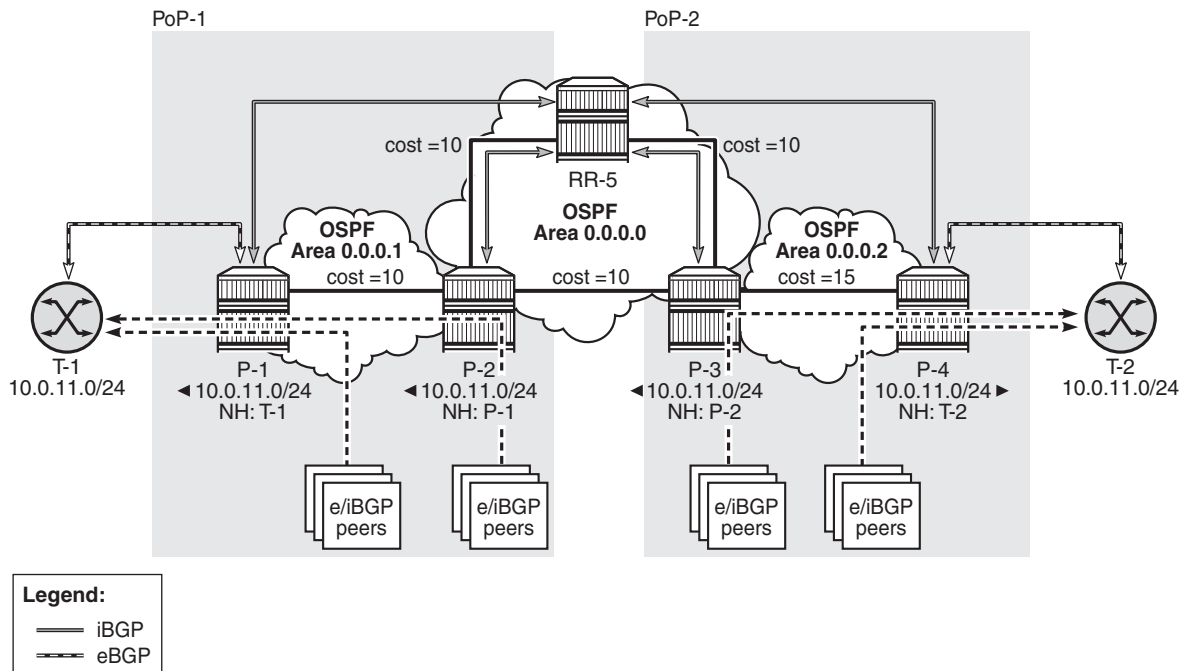 PoP-1
PoP-2
cost =10
cost =10
RR-5
OSPF
Area 0.0.0.0
OSPF
Area 0.0.0.1
OSPF
Area 0.0.0.2
cost =10
cost =10
cost =15
T-1
10.0.11.0/24
P-1
◄ 10.0.11.0/24
NH: T-1
P-2
◄ 10.0.11.0/24
NH: P-1
P-3
◄ 10.0.11.0/24
NH: P-2
P-4
10.0.11.0/24 ►
NH: T-2
T-2
10.0.11.0/24
e/iBGP
peers
e/iBGP
peers
e/iBGP
peers
e/iBGP
peers
Legend:
iBGP
eBGP